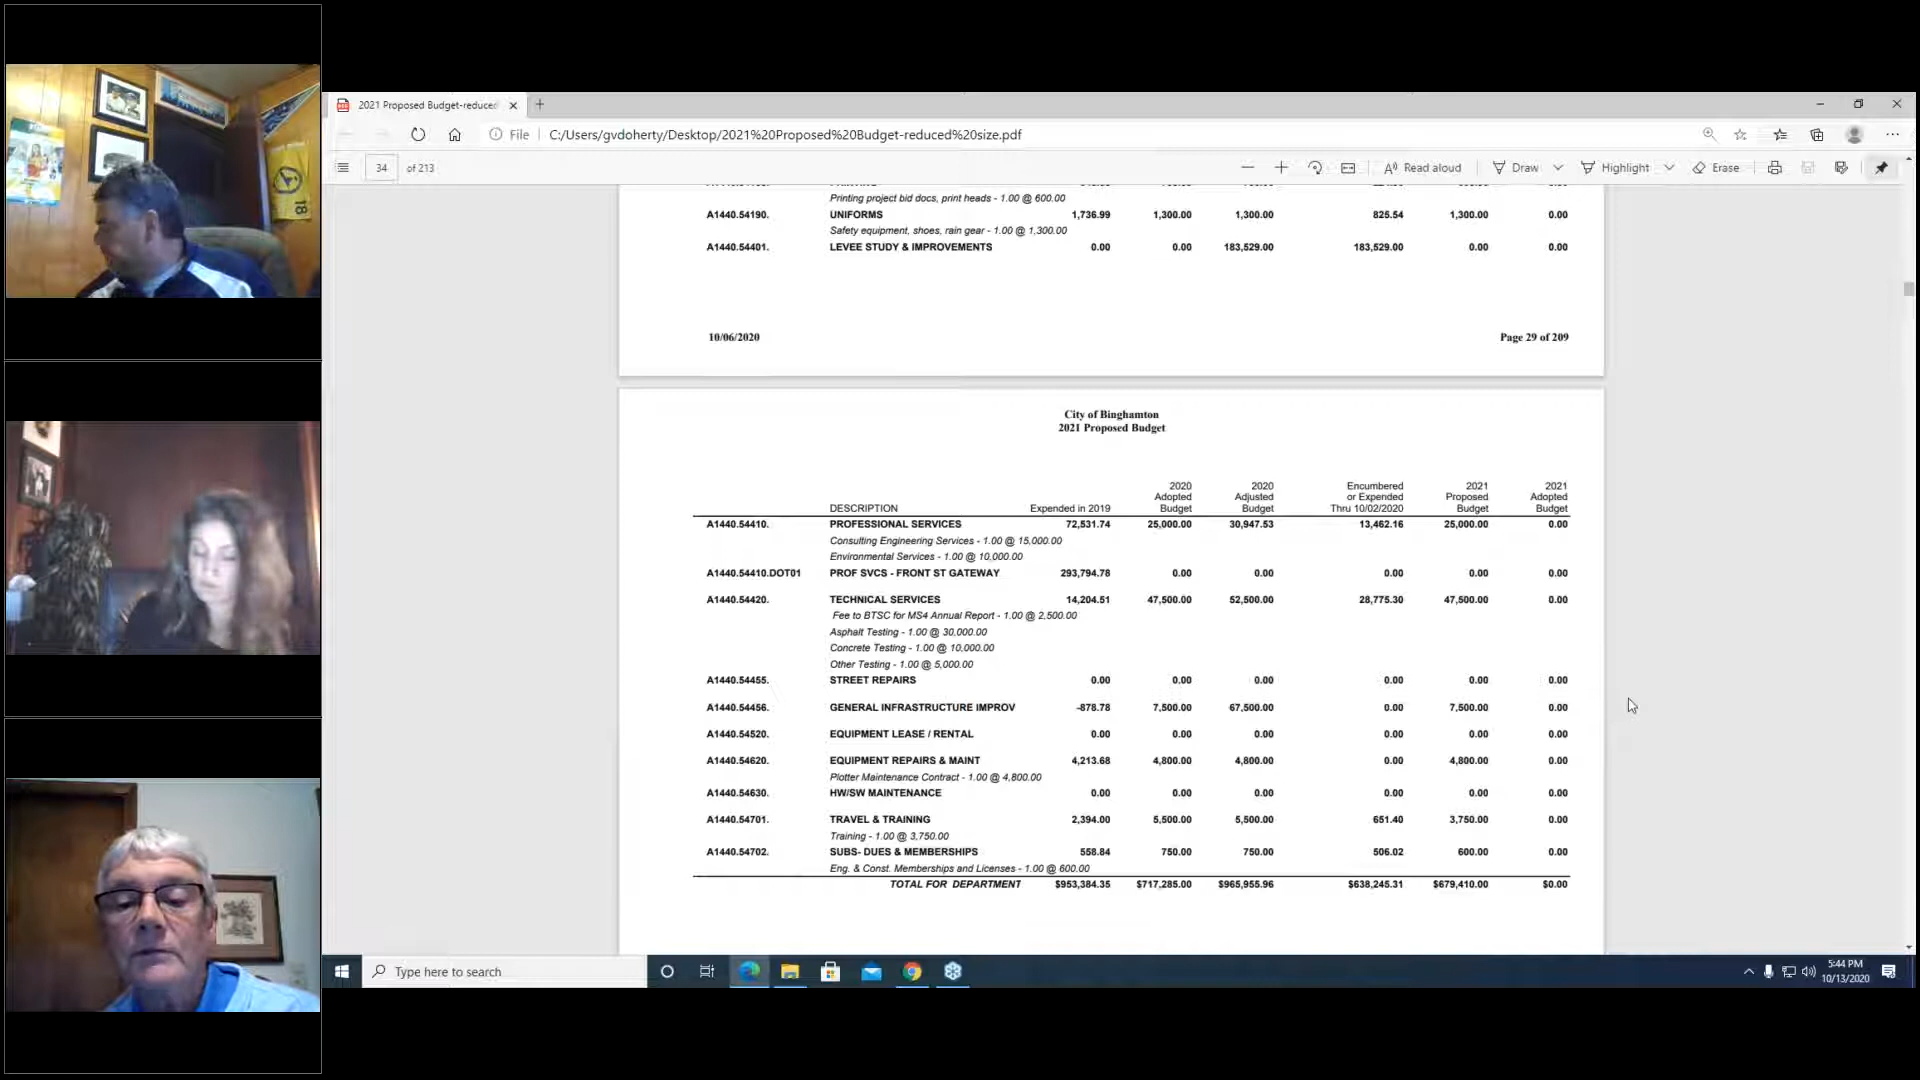 2021 Proposed Budget-reduced
File C:/Users/gvdoherty/Desktop/2021%20Proposed%20Budget-reduced%20size.pdf
34 of 213 Read aloud Draw Highlight Erase
Printing project bid docs, print heads - 1.00 @ 600.00
A1440.54190. UNIFORMS 1,736.99 1,300.00 1,300.00 825.54 1,300.00 0.00
Safety equipment, shoes, rain gear - 1.00 @ 1,300.00
A1440.54401. LEVEE STUDY & IMPROVEMENTS 0.00 0.00 183,529.00 183,529.00 0.00 0.00
10/06/2020 Page 29 of 209
City of Binghamton
2021 Proposed Budget
2020 2020 Encumbered 2021 2021
Adopted Adjusted or Expended Proposed Adopted
DESCRIPTION Expended in 2019 Budget Budget Thru 10/02/2020 Budget Budget
A1440.54410. PROFESSIONAL SERVICES 72,531.74 25,000.00 30,947.53 13,462.16 25,000.00 0.00
Consulting Engineering Services - 1.00 @ 15,000.00
Environmental Services - 1.00 @ 10,000.00
A1440.54410.DOT01 PROF SVCS - FRONT ST GATEWAY 293,794.78 0.00 0.00 0.00 0.00 0.00
A1440.54420. TECHNICAL SERVICES 14,204.51 47,500.00 52,500.00 28,775.30 47,500.00 0.00
Fee to BTSC for MS4 Annual Report - 1.00 @ 2,500.00
Asphalt Testing - 1.00 @ 30,000.00
Concrete Testing - 1.00 @ 10,000.00
Other Testing - 1.00 @ 5,000.00
A1440.54455. STREET REPAIRS 0.00 0.00 0.00 0.00 0.00 0.00
A1440.54456. GENERAL INFRASTRUCTURE IMPROV -878.78 7,500.00 67,500.00 0.00 7,500.00 0.00
A1440.54520. EQUIPMENT LEASE / RENTAL 0.00 0.00 0.00 0.00 0.00 0.00
A1440.54620. EQUIPMENT REPAIRS & MAINT 4,213.68 4,800.00 4,800.00 0.00 4,800.00 0.00
Plotter Maintenance Contract - 1.00 @ 4,800.00
A1440.54630. HW/SW MAINTENANCE 0.00 0.00 0.00 0.00 0.00 0.00
A1440.54701. TRAVEL & TRAINING 2,394.00 5,500.00 5,500.00 651.40 3,750.00 0.00
Training - 1.00 @ 3,750.00
A1440.54702. SUBS- DUES & MEMBERSHIPS 558.84 750.00 750.00 506.02 600.00 0.00
Eng. & Const. Memberships and Licenses - 1.00 @ 600.00
TOTAL FOR DEPARTMENT $953,384.35 $717,285.00 $965,955.96 $638,245.31 $679,410.00 $0.00
Type here to search
5:44 PM
10/13/2020
18